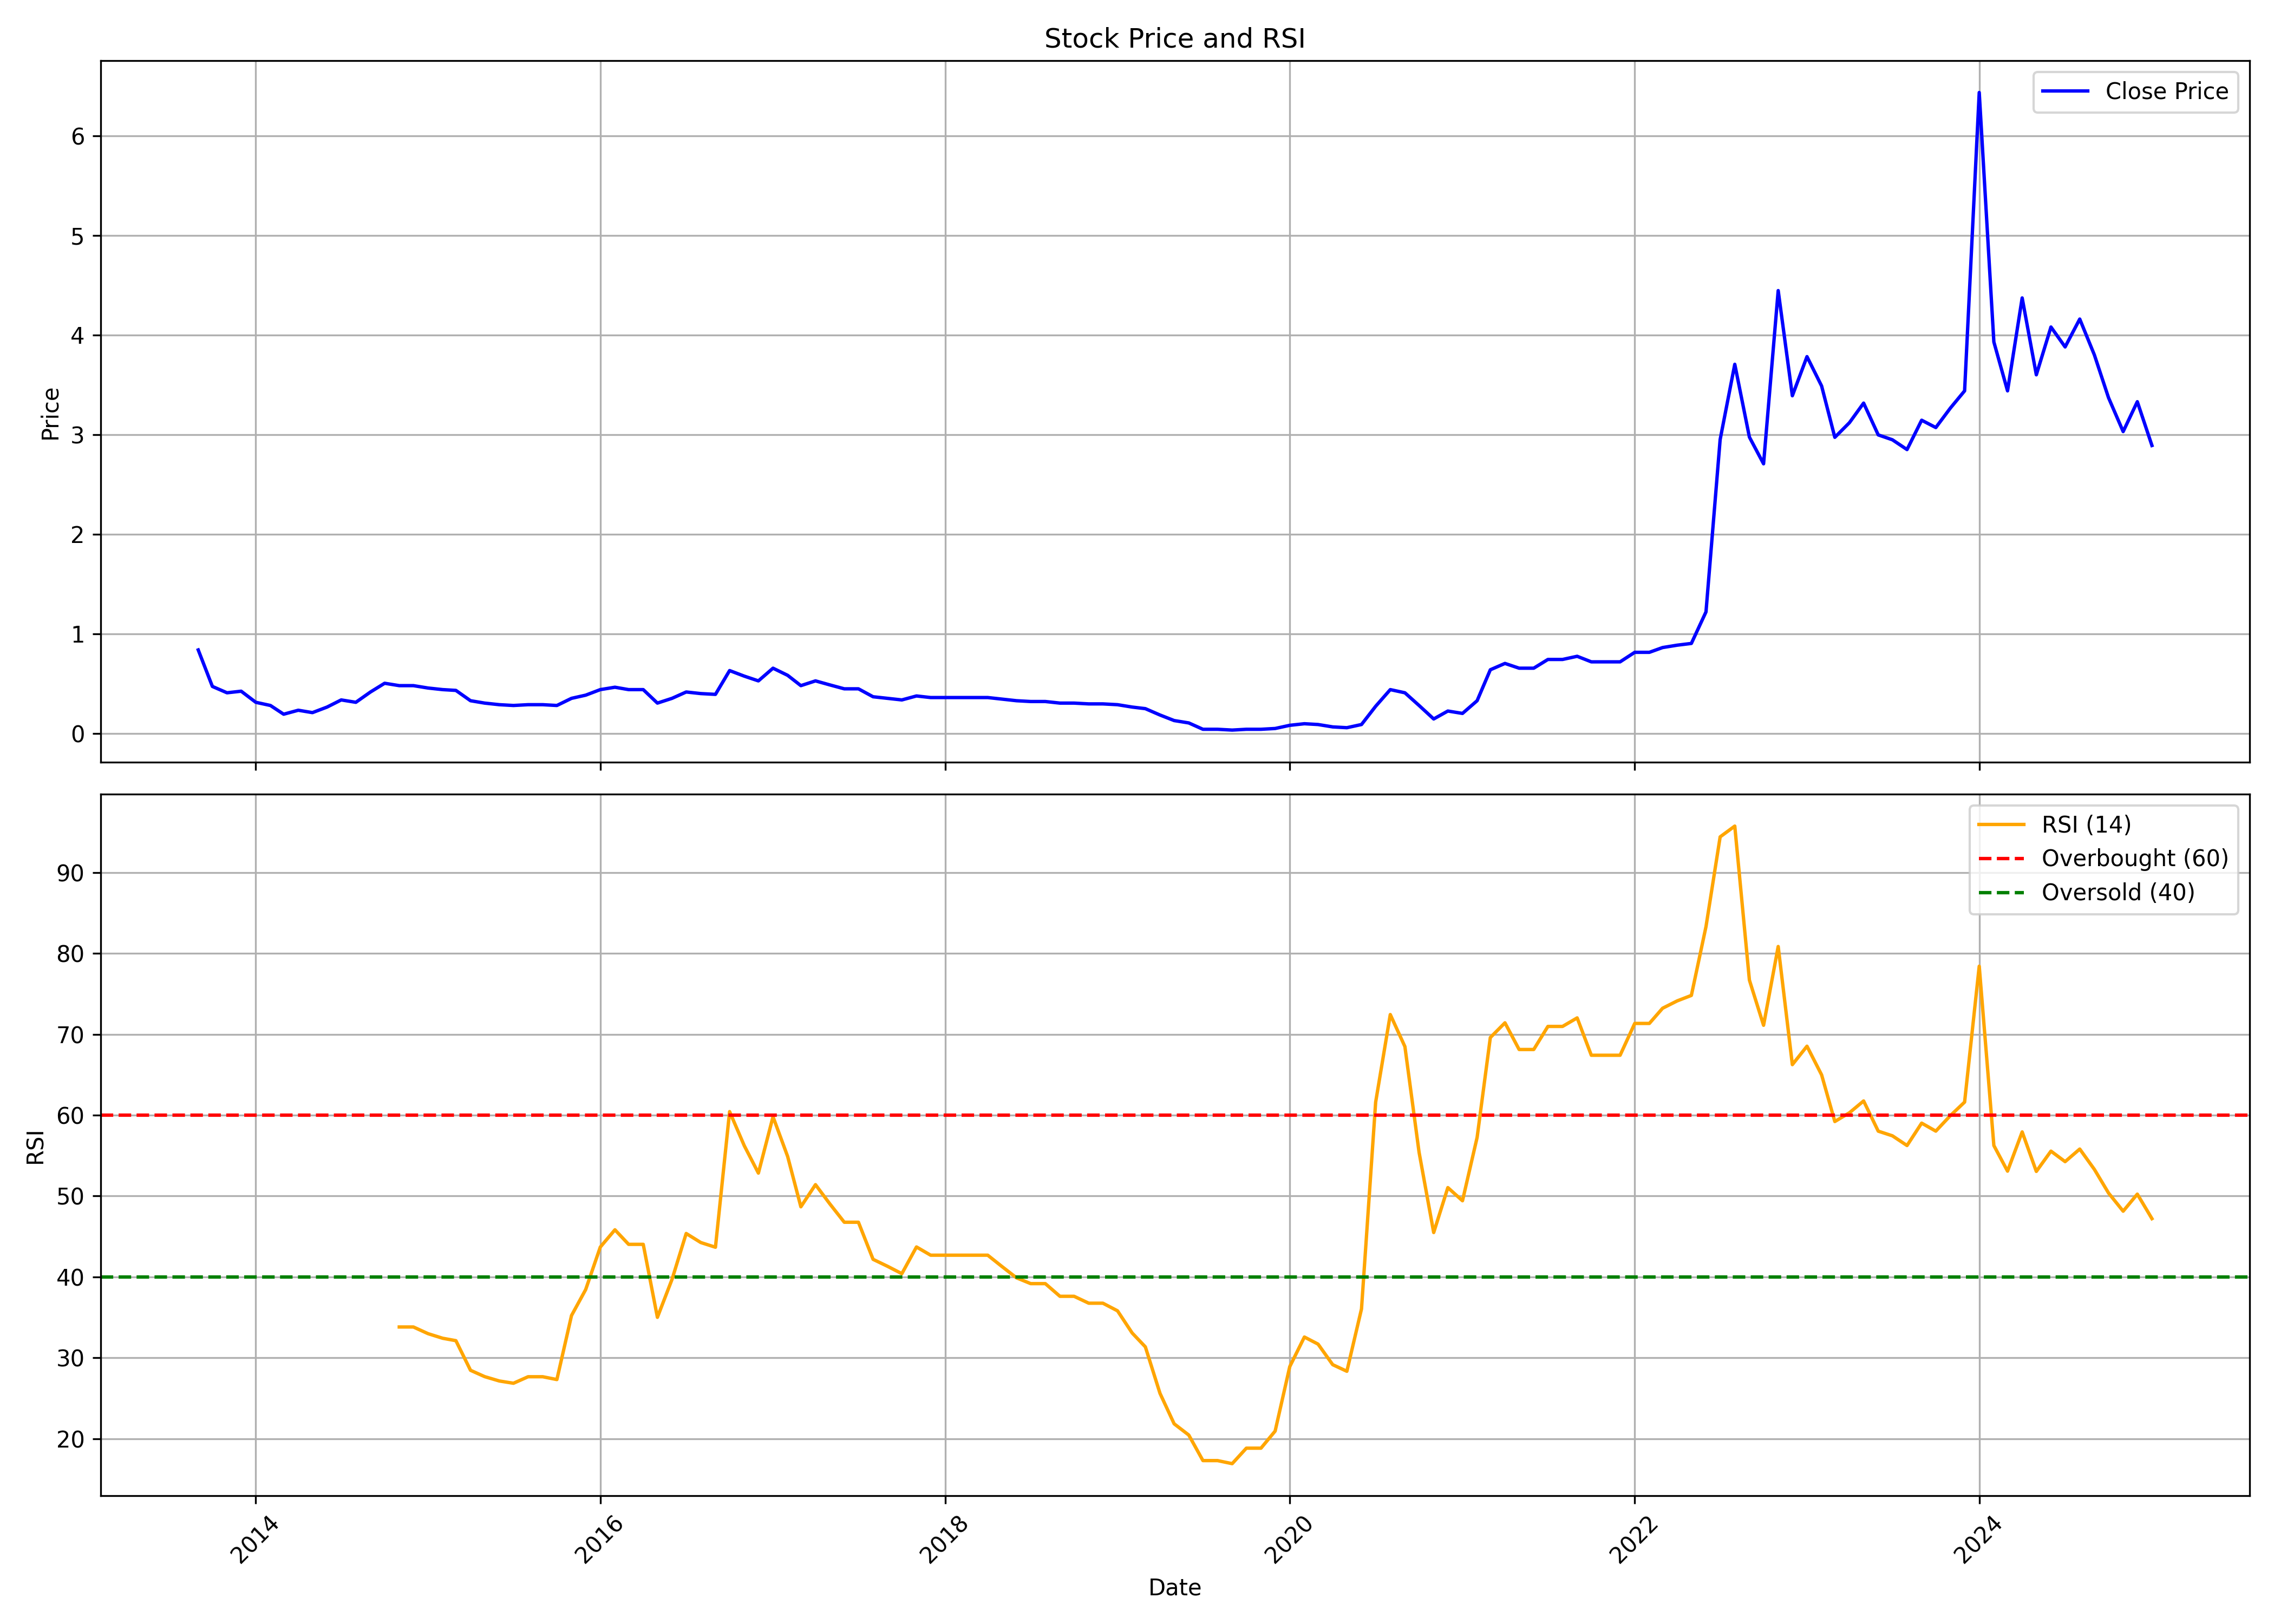 Stock Price and RSI
Close Price
6
5
4
3
2
1
0
Price
RSI (14)
Overbought (60)
Oversold (40)
90
80
70
60
50
40
30
20
RSI
2014
2016
2018
2020
2022
2024
Date